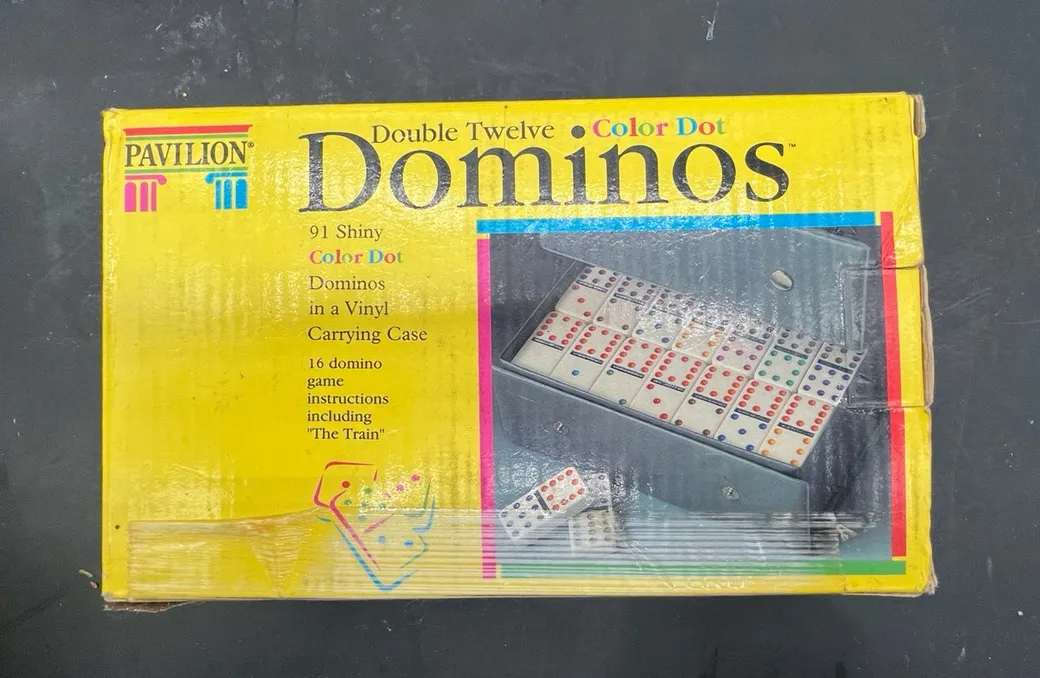 PAVILION®
Double Twelve Color Dot
Dominos™
91 Shiny
Color Dot
Dominos
in a Vinyl
Carrying Case
16 domino
game
instructions
including
"The Train"